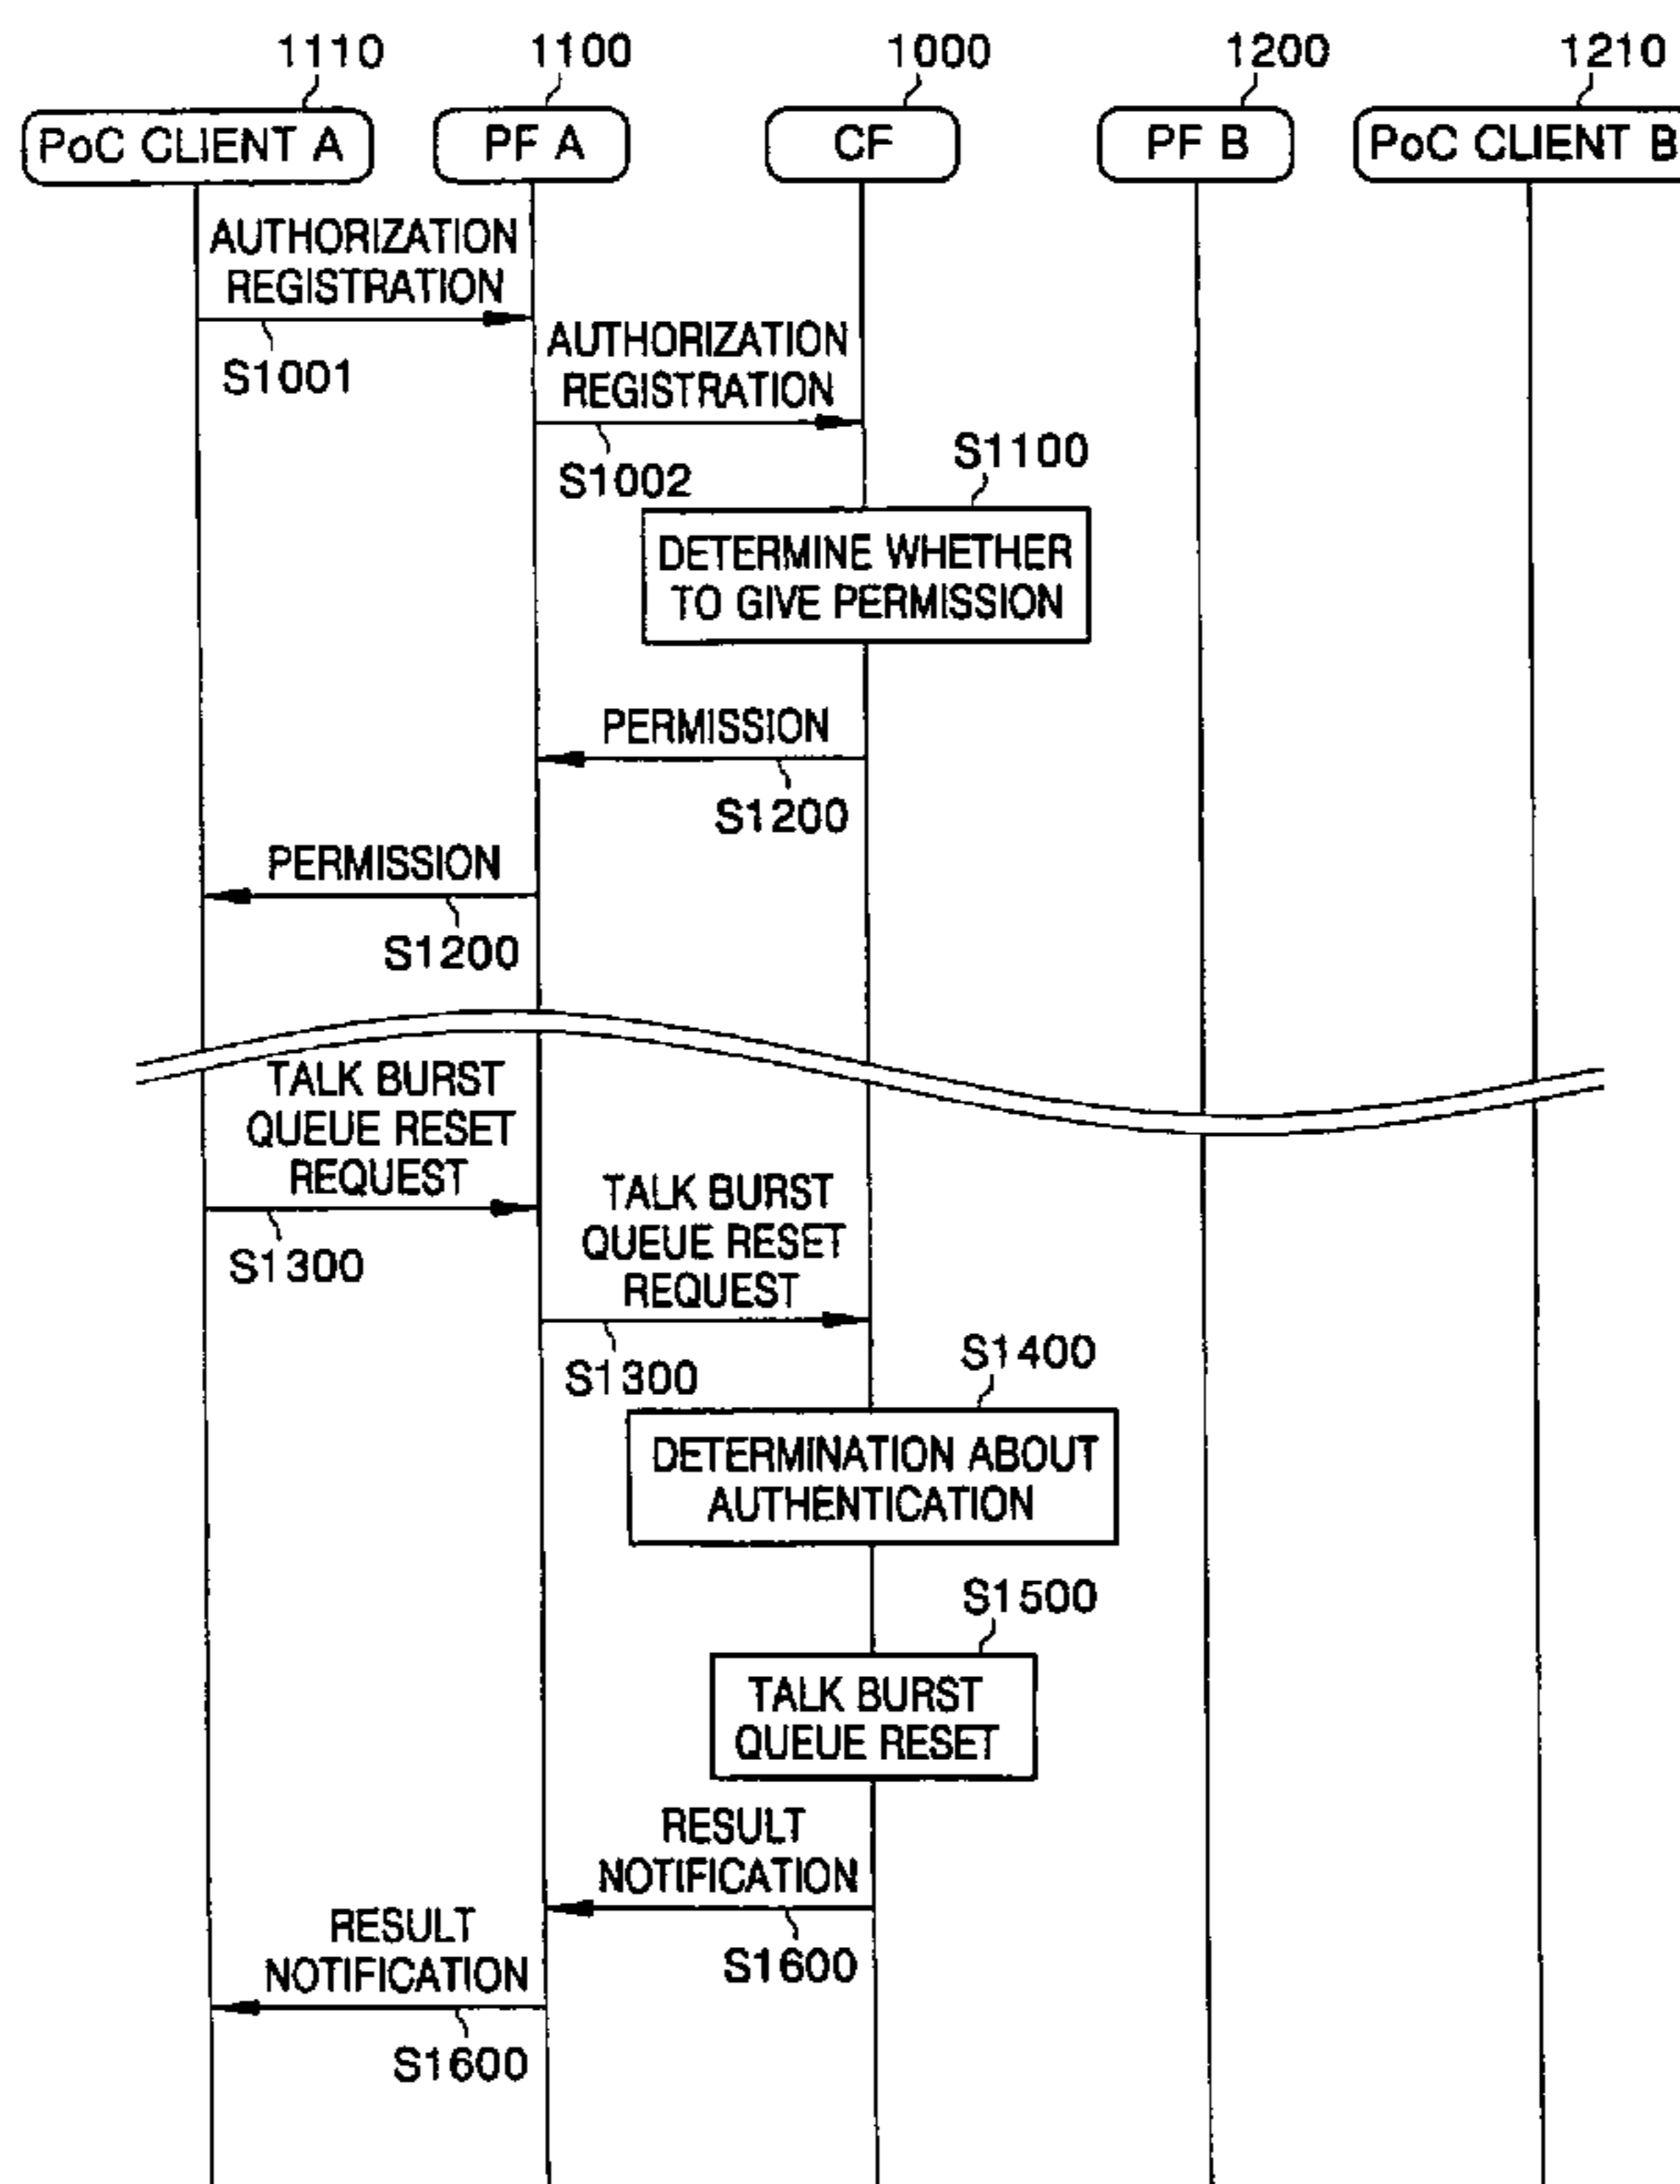 1110
1100
1000
1200
1210
PoC CLIENT A
PF A
CF
PF B
PoC CLIENT B
AUTHORIZATION
REGISTRATION
S1001
AUTHORIZATION
REGISTRATION
S1002
S1100
DETERMINE WHETHER
TO GIVE PERMISSION
PERMISSION
S1200
PERMISSION
S1200
TALK BURST
QUEUE RESET
REQUEST
S1300
TALK BURST
QUEUE RESET
REQUEST
S1300
S1400
DETERMINATION ABOUT
AUTHENTICATION
S1500
TALK BURST
QUEUE RESET
RESULT
NOTIFICATION
S1600
RESULT
NOTIFICATION
S1600